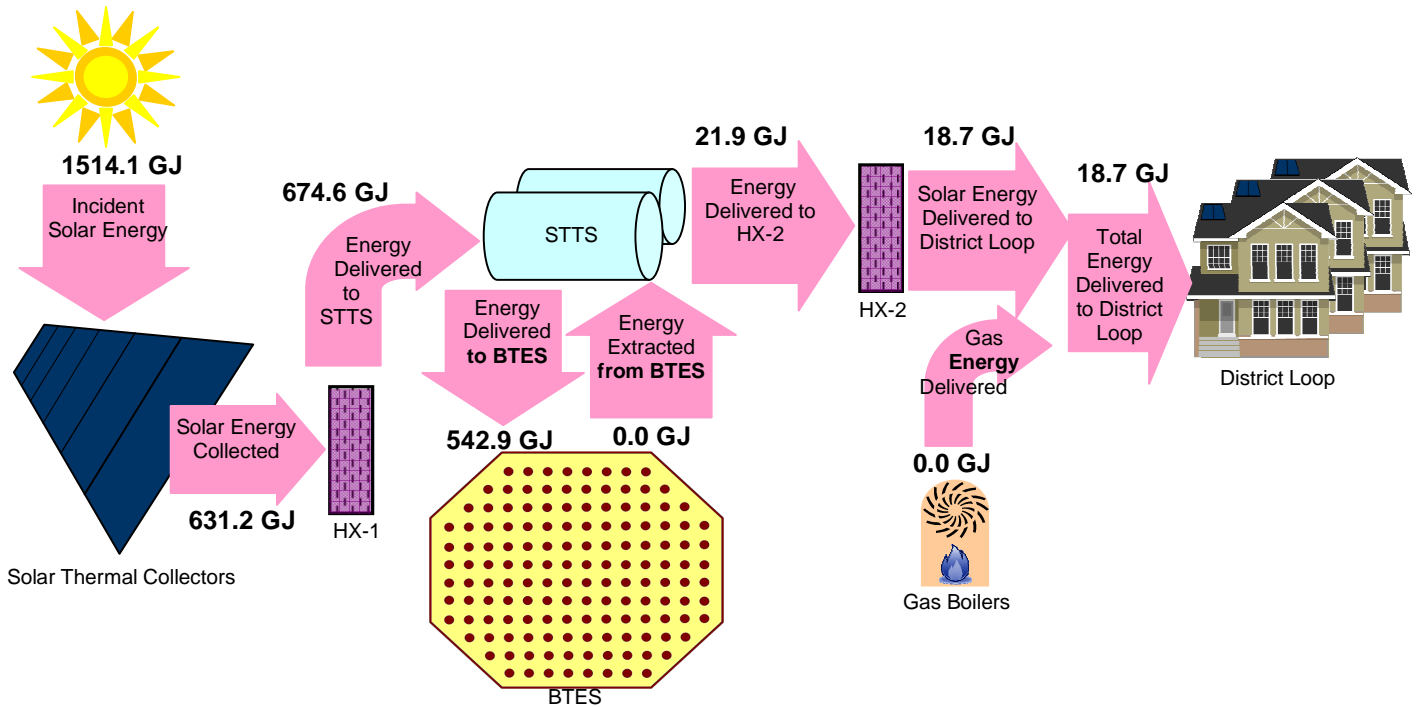 1514.1 GJ
Incident
Solar Energy
Solar Thermal Collectors
Solar Energy
Collected
631.2 GJ
HX-1
674.6 GJ
Energy
Delivered
to
STTS
STTS
Energy
Delivered
to BTES
542.9 GJ
Energy
Extracted
from BTES
0.0 GJ
BTES
21.9 GJ
Energy
Delivered to
HX-2
HX-2
18.7 GJ
Solar Energy
Delivered to
District Loop
Gas
Energy
Delivered
0.0 GJ
Gas Boilers
18.7 GJ
Total
Energy
Delivered
to District
Loop
District Loop